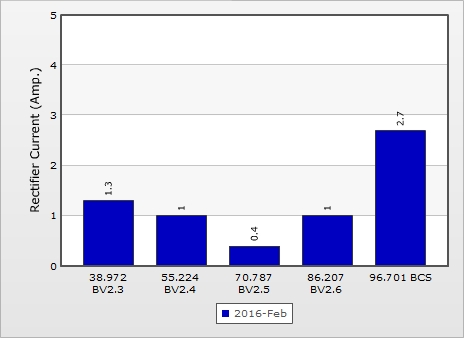 Rectifier Current (Amp.)
5
4
3
2
1
0
1.3
1
0.4
1
2.7
38.972
BV2.3
55.224
BV2.4
70.787
BV2.5
86.207
BV2.6
96.701 BCS
2016-Feb